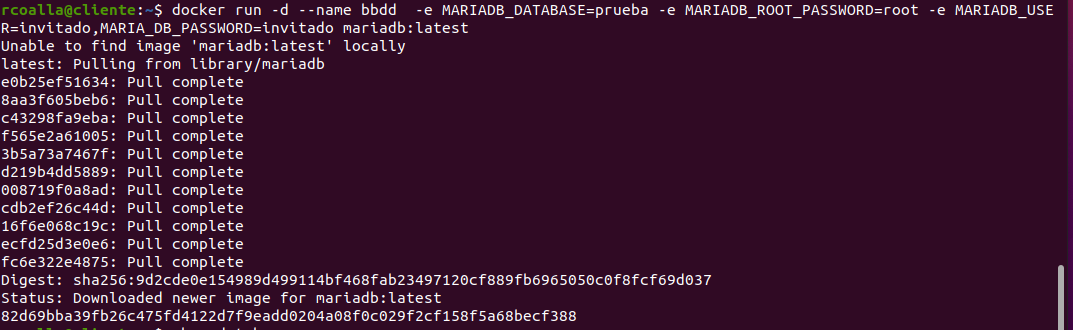 rcoalla@cliente:~$ docker run -d --name bbdd  -e MARIADB_DATABASE=prueba -e MARIADB_ROOT_PASSWORD=root -e MARIADB_USE
R=invitado,MARIA_DB_PASSWORD=invitado mariadb:latest
Unable to find image 'mariadb:latest' locally
latest: Pulling from library/mariadb
e0b25ef51634: Pull complete
8aa3f605beb6: Pull complete
c43298fa9eba: Pull complete
f565e2a61005: Pull complete
3b5a73a7467f: Pull complete
d219b4dd5889: Pull complete
008719f0a8ad: Pull complete
cdb2ef26c44d: Pull complete
16f6e068c19c: Pull complete
ecfd25d3e0e6: Pull complete
fc6e322e4875: Pull complete
Digest: sha256:9d2cde0e154989d499114bf468fab23497120cf889fb6965050c0f8fcf69d037
Status: Downloaded newer image for mariadb:latest
82d69bba39fb26c475fd4122d7f9eadd0204a08f0c029f2cf158f5a68becf388